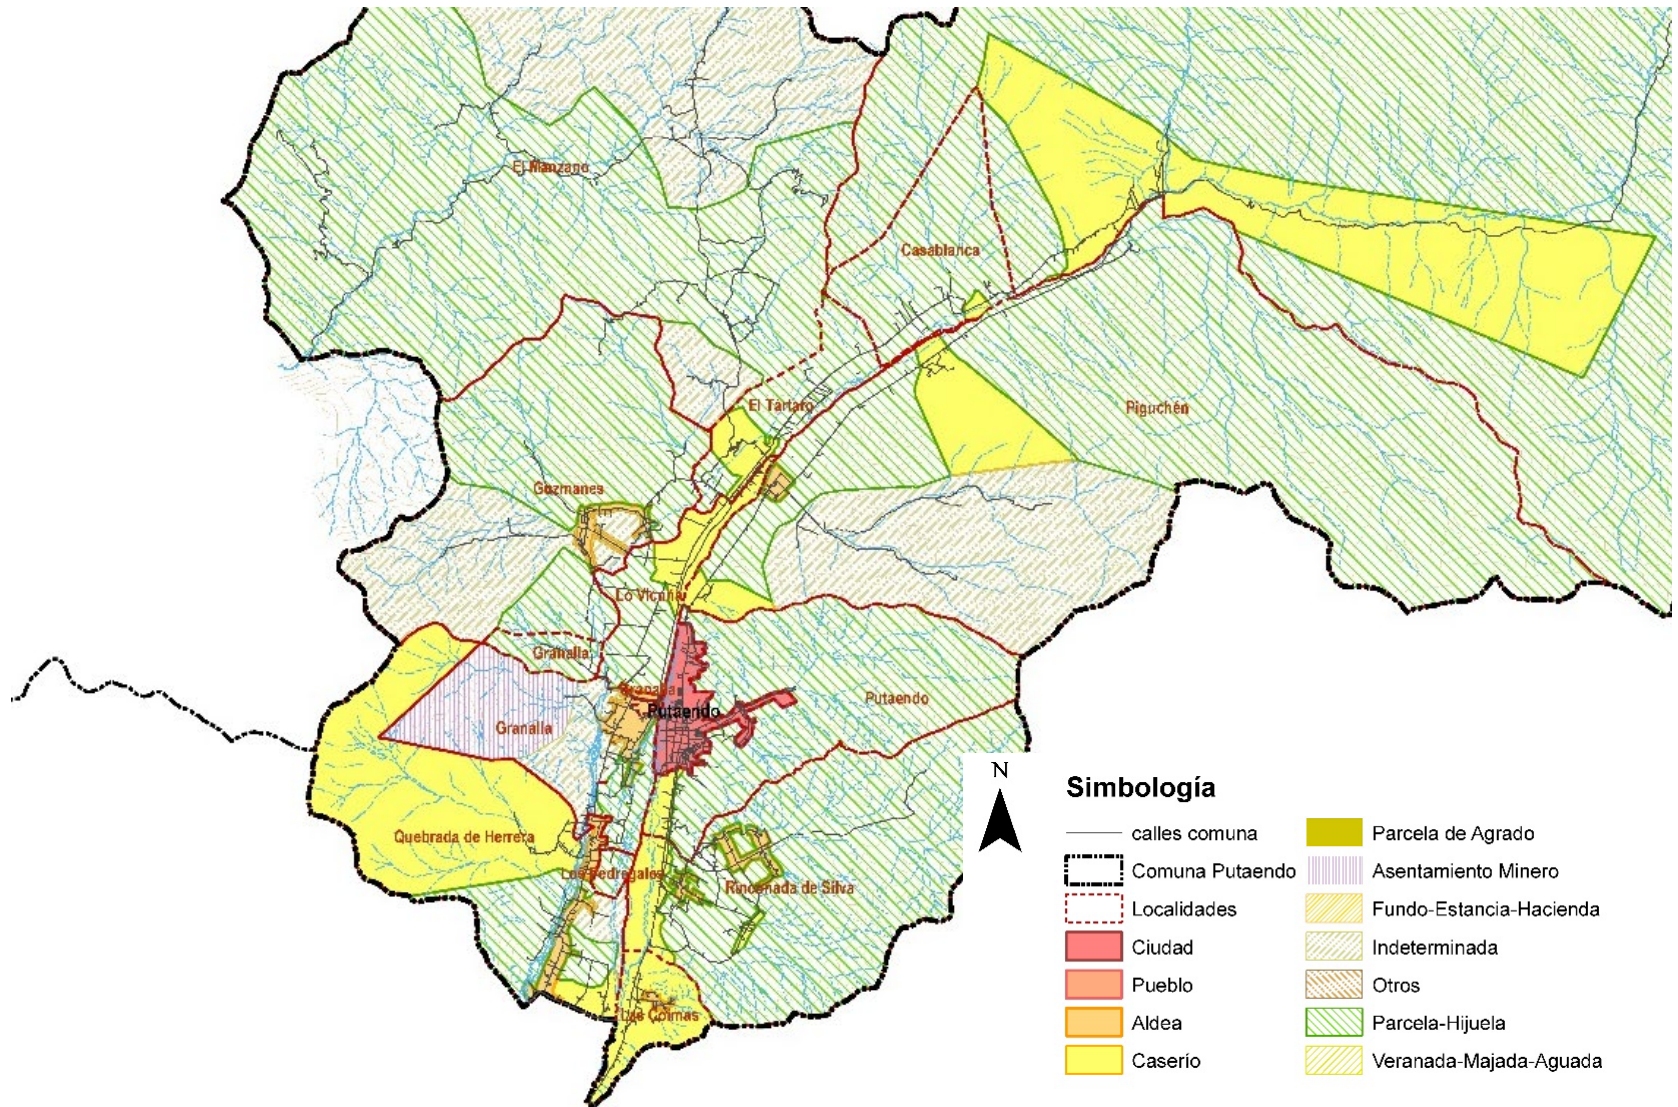 El Manzano
Casablanca
El Tártaro
Piguchén
Guzmanes
Lo Vicuña
Granalla
Granalla
Putaendo
Putaendo
Granalla
Quebrada de Herrera
Los Pedregales
Rinconada de Silva
Las Coimas
N
Simbología
calles comuna
Comuna Putaendo
Localidades
Ciudad
Pueblo
Aldea
Caserío
Parcela de Agrado
Asentamiento Minero
Fundo-Estancia-Hacienda
Indeterminada
Otros
Parcela-Hijuela
Veranada-Majada-Aguada